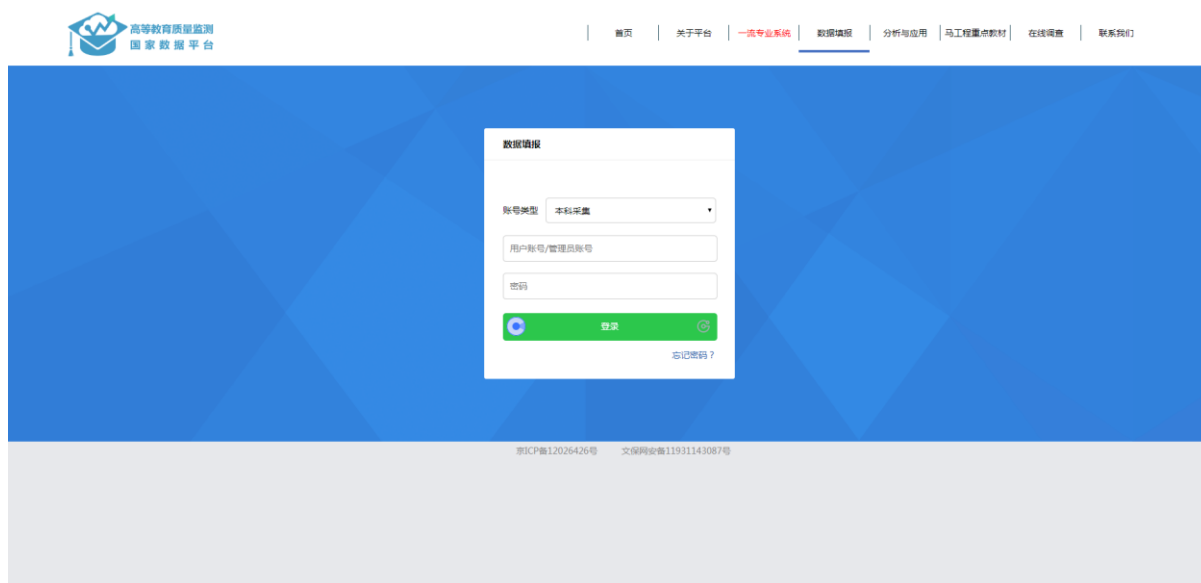 高等教育质量监测
国家数据平台
首页
关于平台
一流专业系统
数据填报
分析与应用
马工程重点教材
在线调查
联系我们
数据填报
账号类型 本科采集
用户账号/管理员账号
密码
登录
忘记密码？
京ICP备12026426号 文保网安备11931143087号